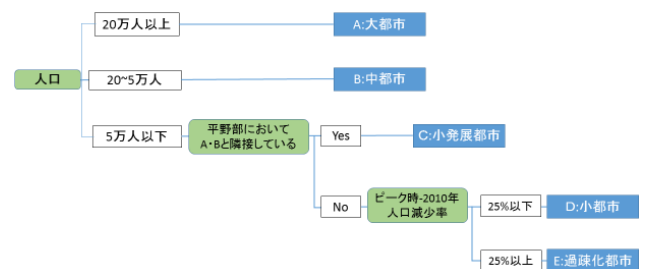 20万人以上
A:大都市
人口
20~5万人
B:中都市
5万人以下
平野部において
A・Bと隣接している
Yes
C:小発展都市
No
ピーク時-2010年
人口減少率
25%以下
D:小都市
25%以上
E:過疎化都市